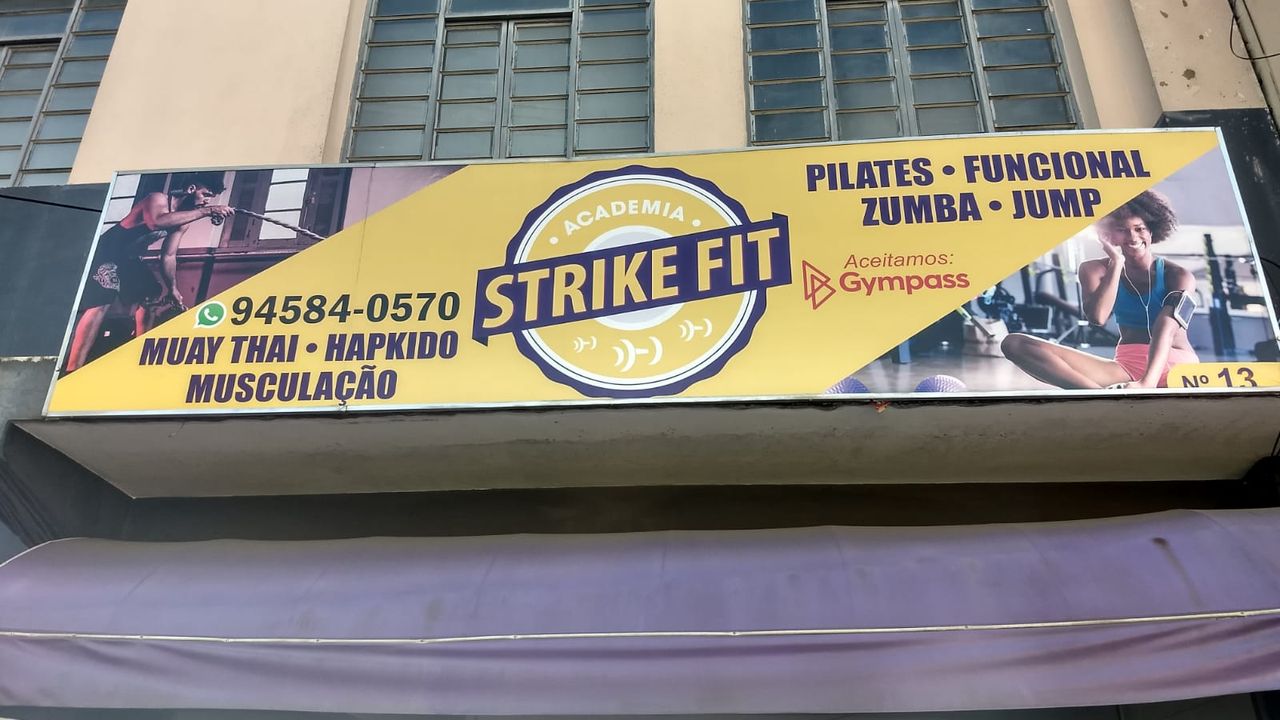 94584-0570
MUAY THAI • HAPKIDO
MUSCULAÇÃO
• ACADEMIA •
STRIKE FIT
PILATES • FUNCIONAL
ZUMBA • JUMP
Aceitamos:
Gympass
Nº 13